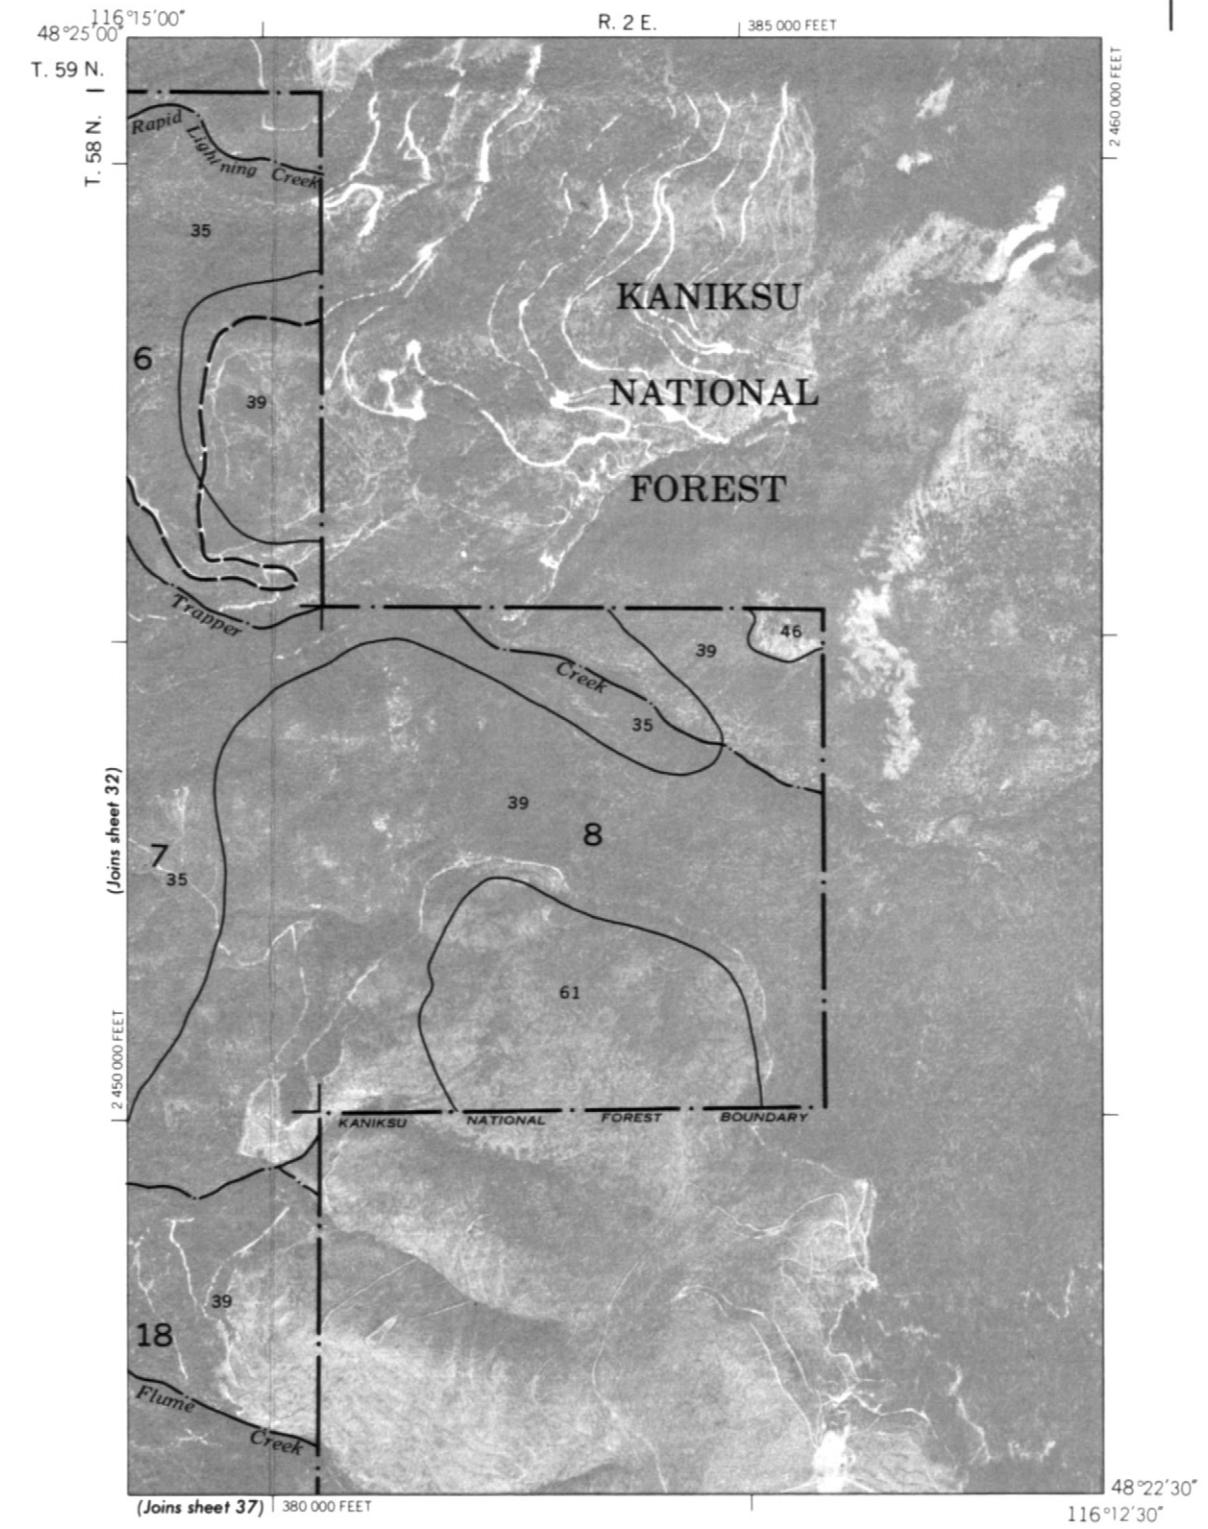 116°15′00″
48°25′00″
R. 2 E.
385 000 FEET
T. 59 N.
T. 58 N.
2 460 000 FEET
Rapid Lightning Creek
35
KANIKSU
6
NATIONAL
39
FOREST
Trapper
46
39
Creek
35
(Joins sheet 32)
39
8
7
35
61
2 450 000 FEET
KANIKSU NATIONAL FOREST BOUNDARY
39
18
Flume
Creek
48°22′30″
(Joins sheet 37)
380 000 FEET
116°12′30″